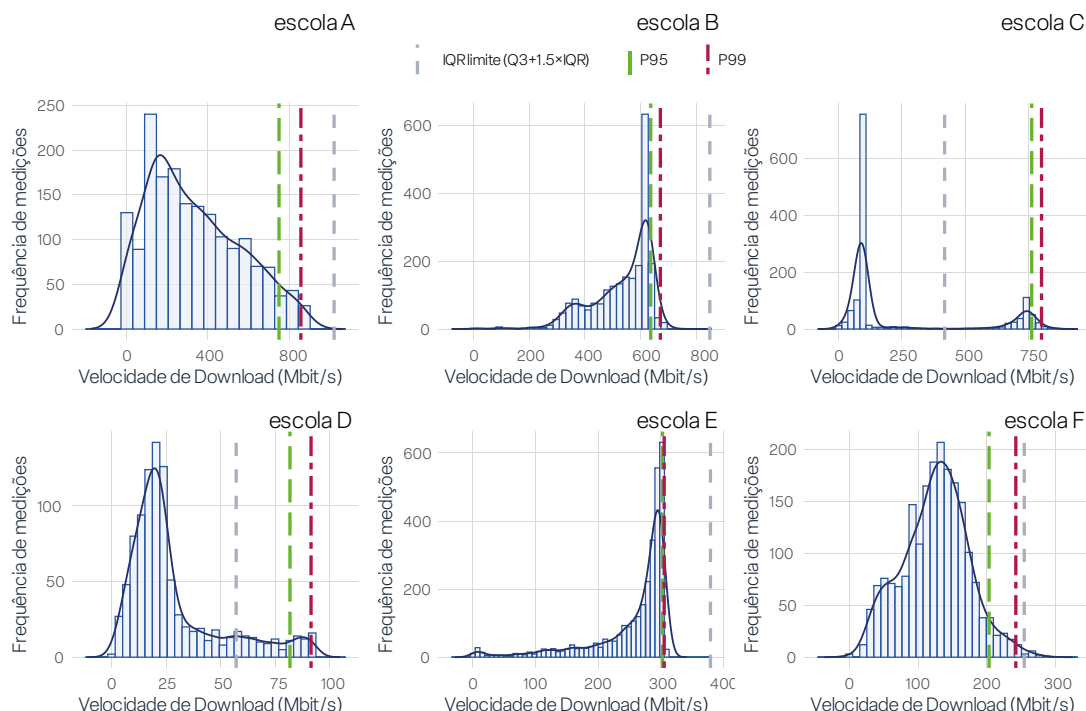 escola A
escola B
escola C
IQR limite (Q3+1.5×IQR)
P95
P99
Frequência de medições
250
200
150
100
50
0
0
400
800
Velocidade de Download (Mbit/s)
Frequência de medições
600
400
200
0
0
200
400
600
800
Velocidade de Download (Mbit/s)
Frequência de medições
600
400
200
0
0
250
500
750
Velocidade de Download (Mbit/s)
escola D
escola E
escola F
Frequência de medições
100
50
0
0
25
50
75
100
Velocidade de Download (Mbit/s)
Frequência de medições
600
400
200
0
0
100
200
300
400
Velocidade de Download (Mbit/s)
Frequência de medições
200
150
100
50
0
0
100
200
300
Velocidade de Download (Mbit/s)